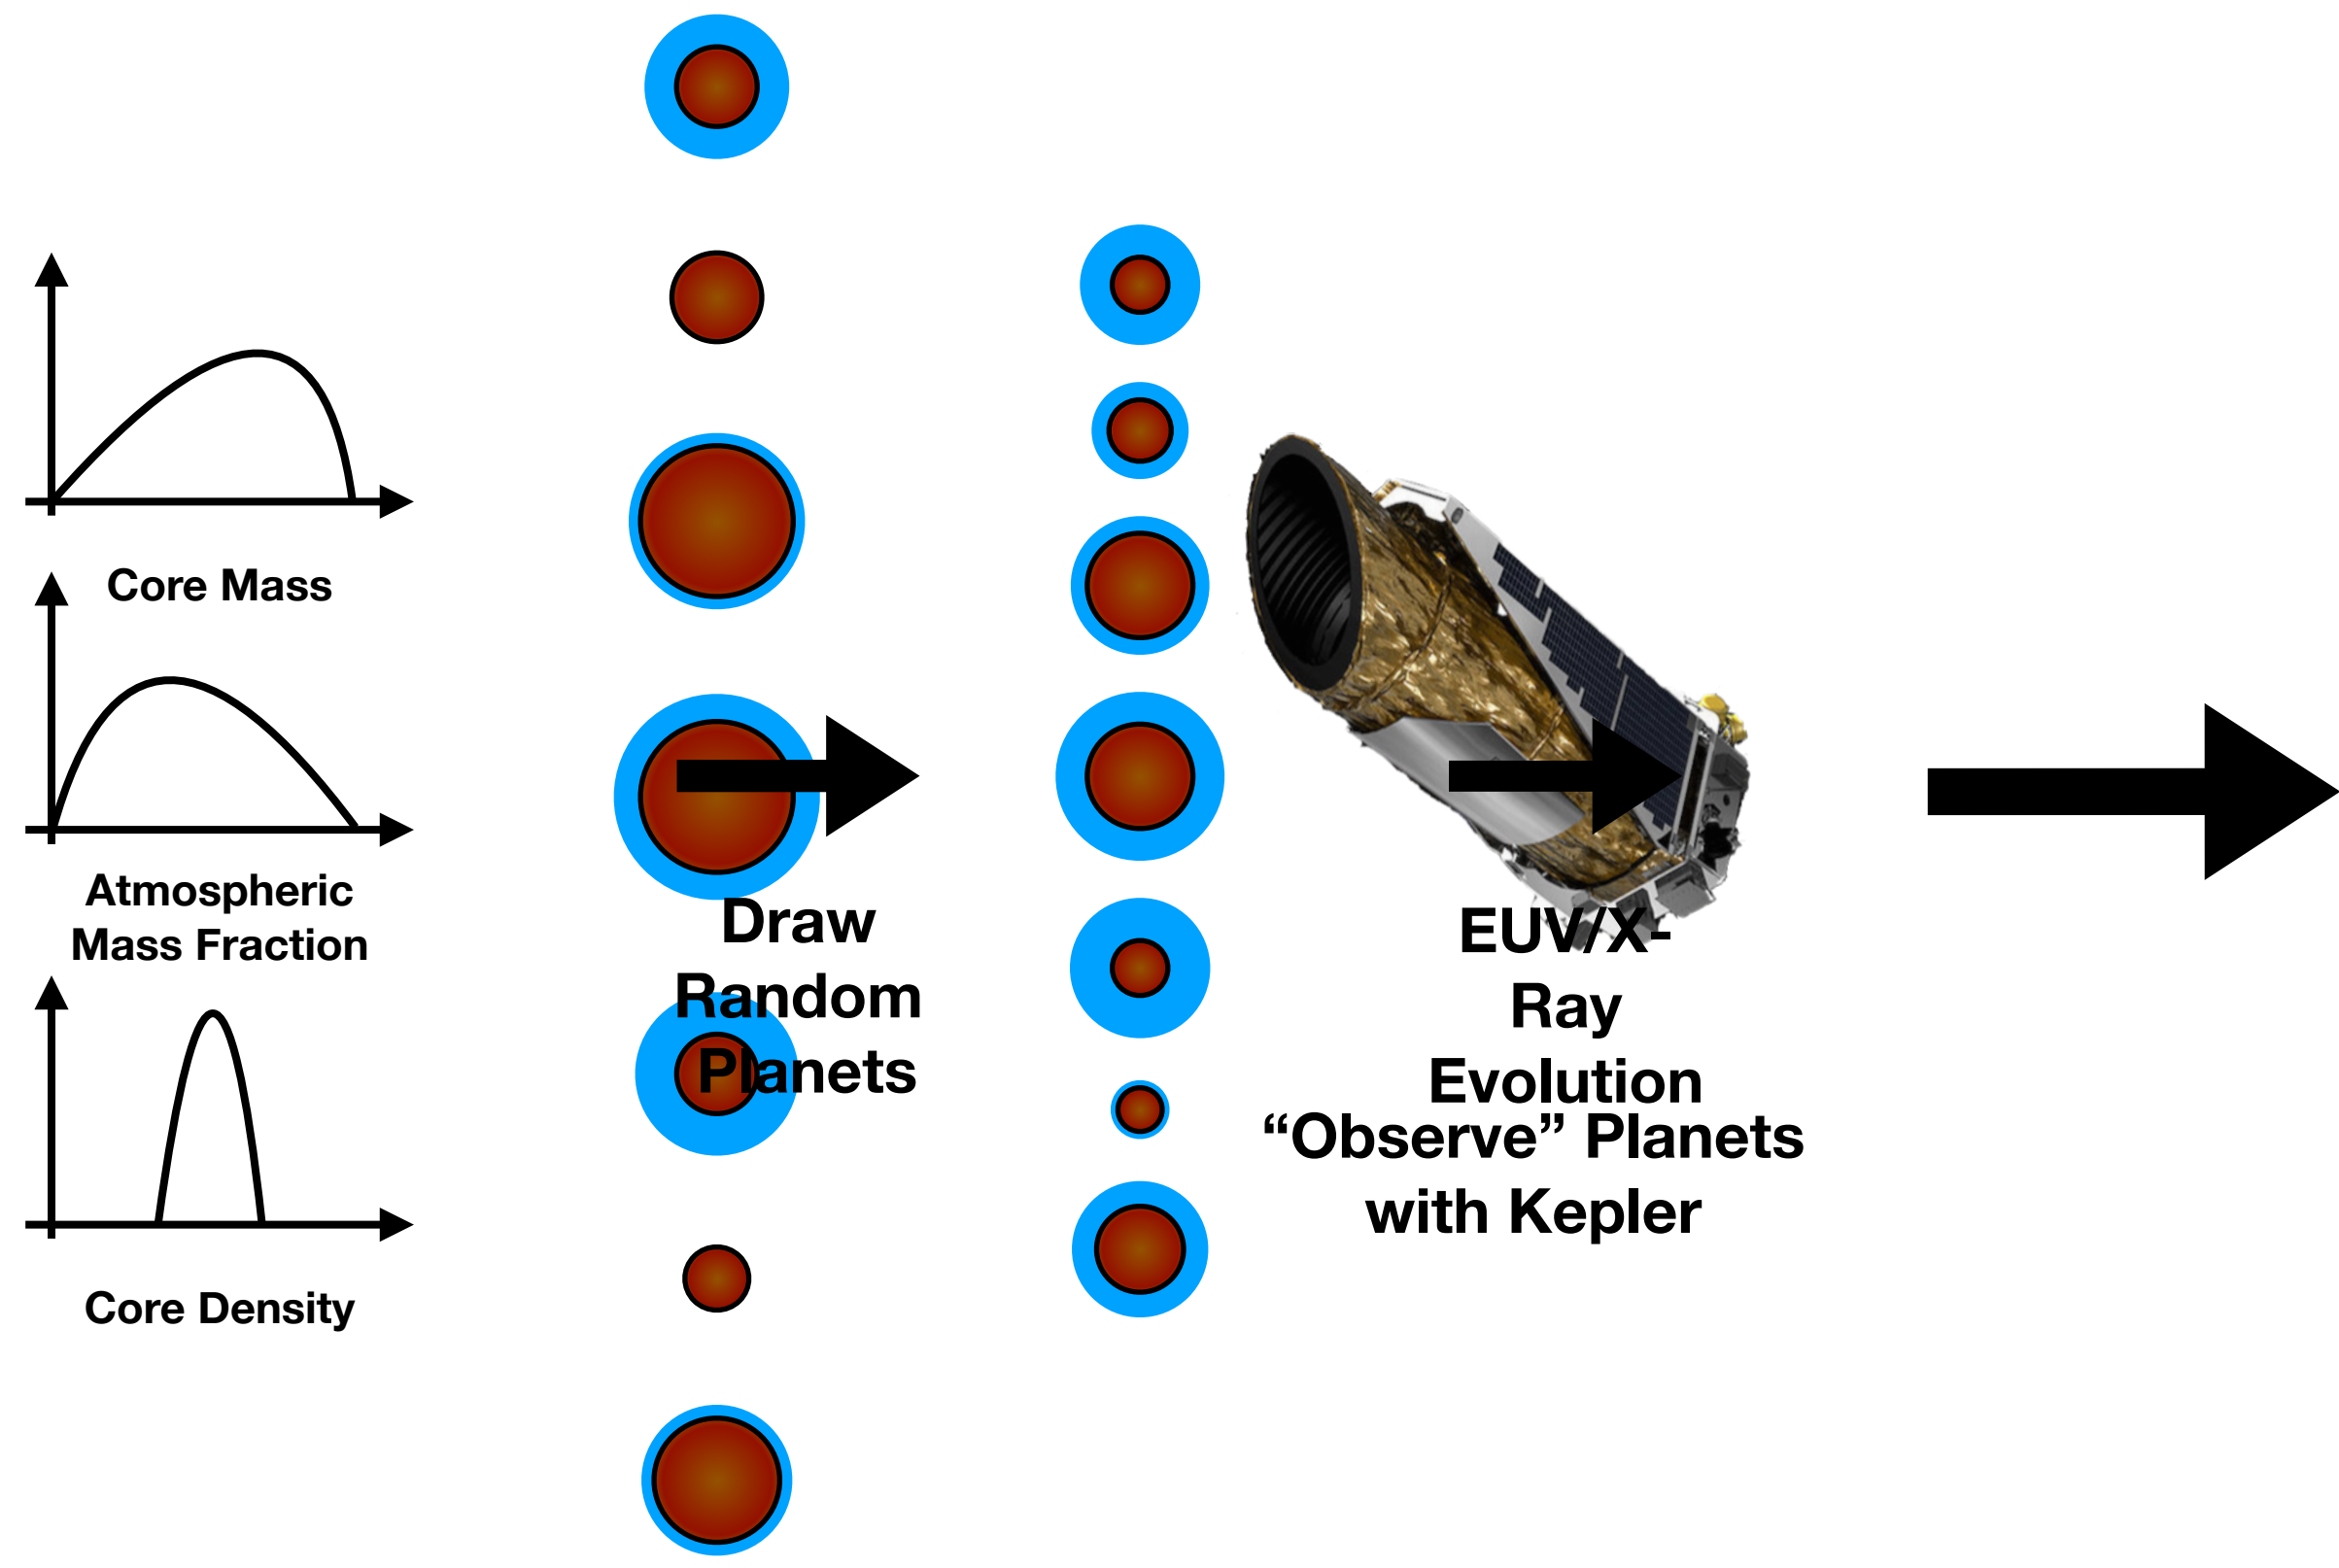 Core Mass
Atmospheric
Mass Fraction
Core Density
Draw
Random
Planets
EUV/X-
Ray
Evolution
“Observe” Planets
with Kepler